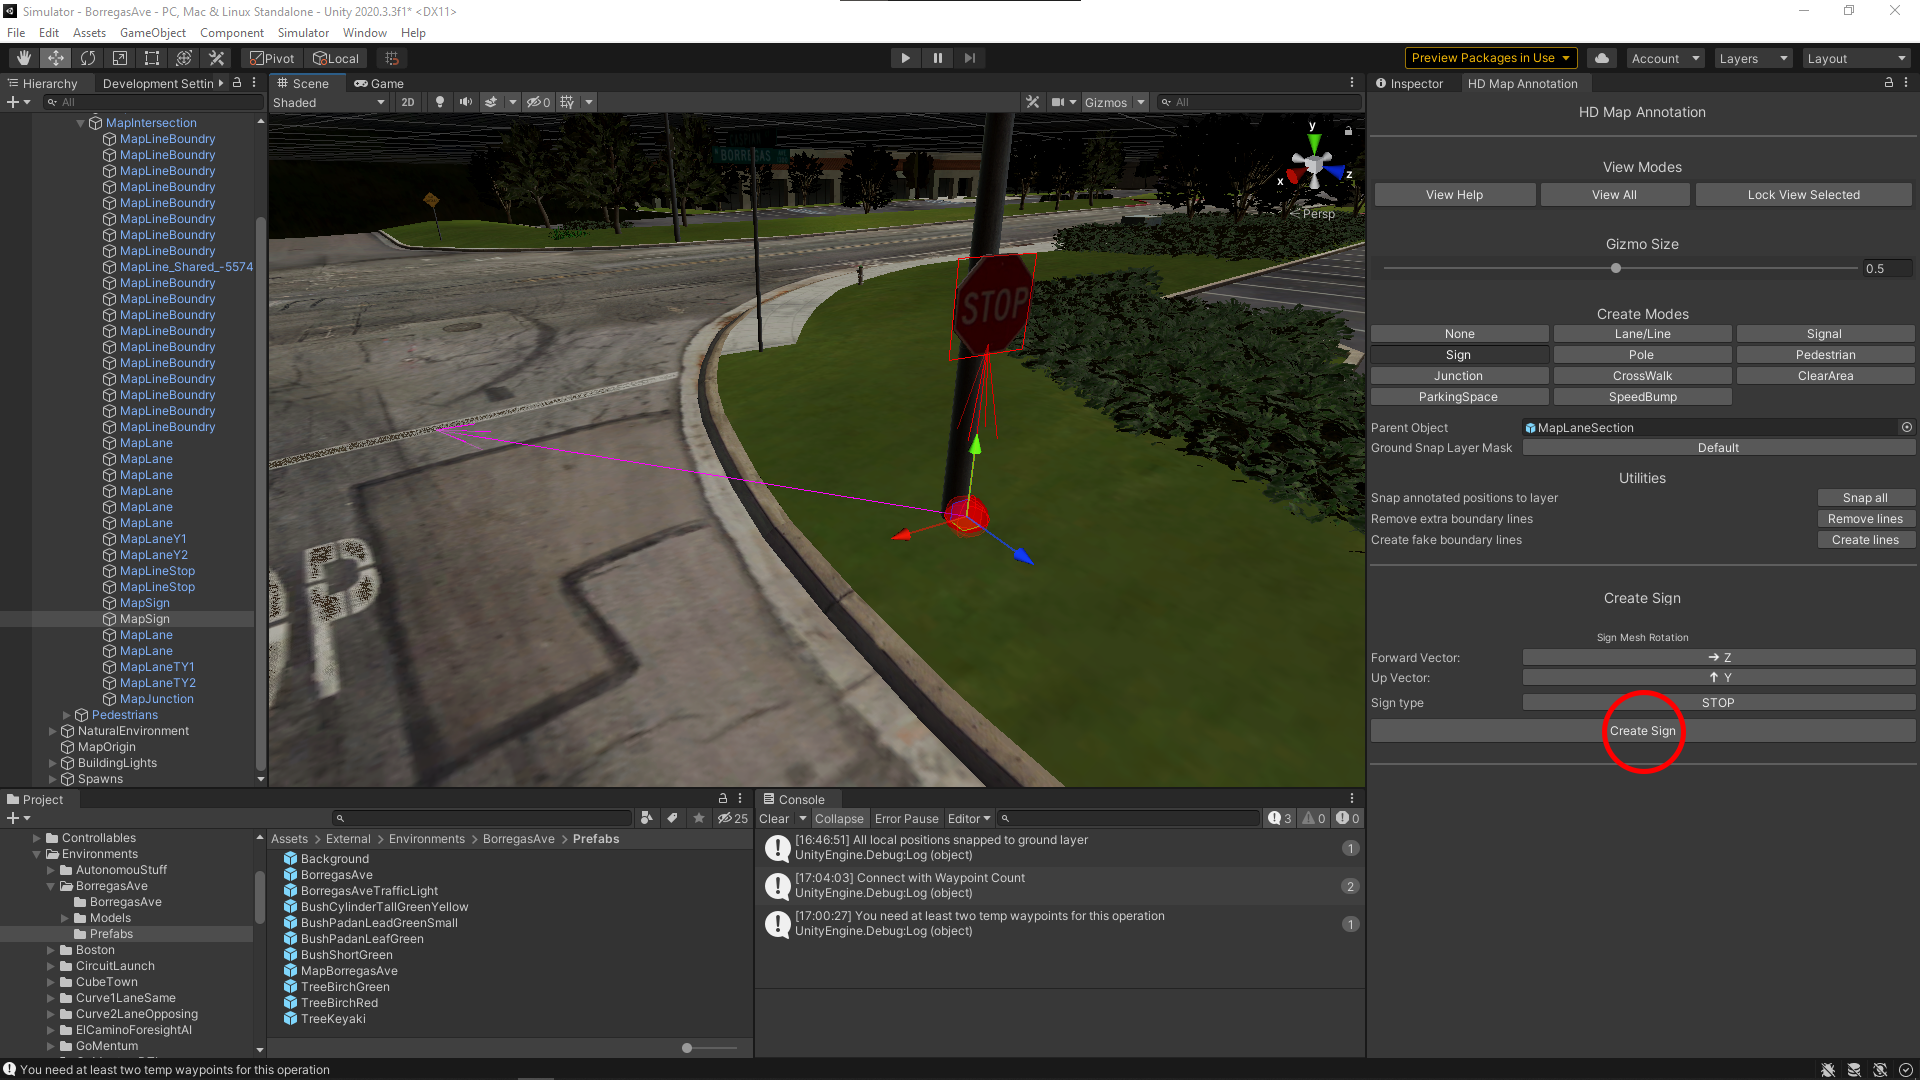 Simulator - BorregasAve - PC, Mac & Linux Standalone - Unity 2020.3.3f1* <DX11>
File Edit Assets GameObject Component Simulator Window Help
Pivot Local
Preview Packages in Use Account Layers Layout
Hierarchy Development Settin
All
MapIntersection
MapLineBoundry
MapLineBoundry
MapLineBoundry
MapLineBoundry
MapLineBoundry
MapLineBoundry
MapLineBoundry
MapLineBoundry
MapLine_Shared_-5574
MapLineBoundry
MapLineBoundry
MapLineBoundry
MapLineBoundry
MapLineBoundry
MapLineBoundry
MapLineBoundry
MapLineBoundry
MapLineBoundry
MapLineBoundry
MapLane
MapLane
MapLane
MapLane
MapLane
MapLane
MapLaneY1
MapLaneY2
MapLineStop
MapLineStop
MapSign
MapSign
MapLane
MapLane
MapLaneTY1
MapLaneTY2
MapJunction
Pedestrians
NaturalEnvironment
MapOrigin
BuildingLights
Spawns
Scene Game
Shaded 2D 0 Gizmos All
BORREGAS
STOP
P
y
x z
Persp
Inspector HD Map Annotation
HD Map Annotation
View Modes
View Help View All Lock View Selected
Gizmo Size
0.5
Create Modes
None Lane/Line Signal
Sign Pole Pedestrian
Junction CrossWalk ClearArea
ParkingSpace SpeedBump
Parent Object MapLaneSection
Ground Snap Layer Mask Default
Utilities
Snap annotated positions to layer Snap all
Remove extra boundary lines Remove lines
Create fake boundary lines Create lines
Create Sign
Sign Mesh Rotation
Forward Vector: Z
Up Vector: Y
Sign type STOP
Create Sign
Project
25
Controllables
Environments
AutonomouStuff
BorregasAve
BorregasAve
Models
Prefabs
Boston
CircuitLaunch
CubeTown
Curve1LaneSame
Curve2LaneOpposing
ElCaminoForesightAI
GoMentum
Assets > External > Environments > BorregasAve > Prefabs
Background
BorregasAve
BorregasAveTrafficLight
BushCylinderTallGreenYellow
BushPadanLeadGreenSmall
BushPadanLeafGreen
BushShortGreen
MapBorregasAve
TreeBirchGreen
TreeBirchRed
TreeKeyaki
Console
Clear Collapse Error Pause Editor 3 0 0
[16:46:51] All local positions snapped to ground layer
UnityEngine.Debug:Log (object)
1
[17:04:03] Connect with Waypoint Count
UnityEngine.Debug:Log (object)
2
[17:00:27] You need at least two temp waypoints for this operation
UnityEngine.Debug:Log (object)
1
You need at least two temp waypoints for this operation